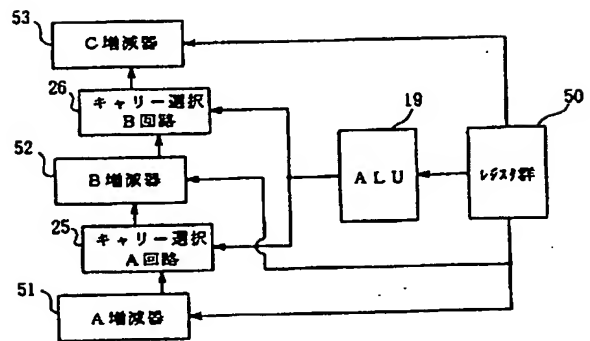 53
C増減器
26
キャリー選択
B回路
52
B増減器
25
キャリー選択
A回路
51
A増減器
19
ALU
50
レジスタ群